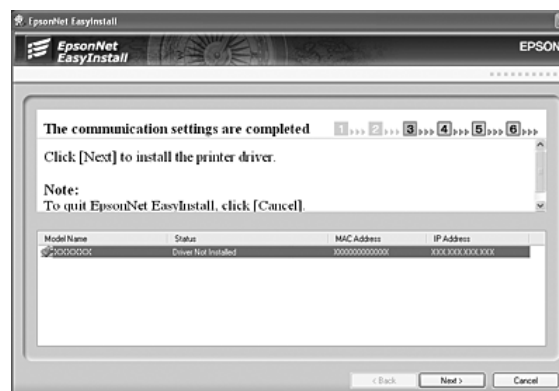 EpsonNet EasyInstall
EpsonNet
EasyInstall
EPSON
The communication settings are completed
1 2 3 4 5 6
Click [Next] to install the printer driver.
Note:
To quit EpsonNet EasyInstall, click [Cancel].
Model Name Status MAC Address IP Address
XXXXXXX Driver Not Installed XXXXXXXXXXXX XXX.XXX.XXX.XXX
< Back Next > Cancel